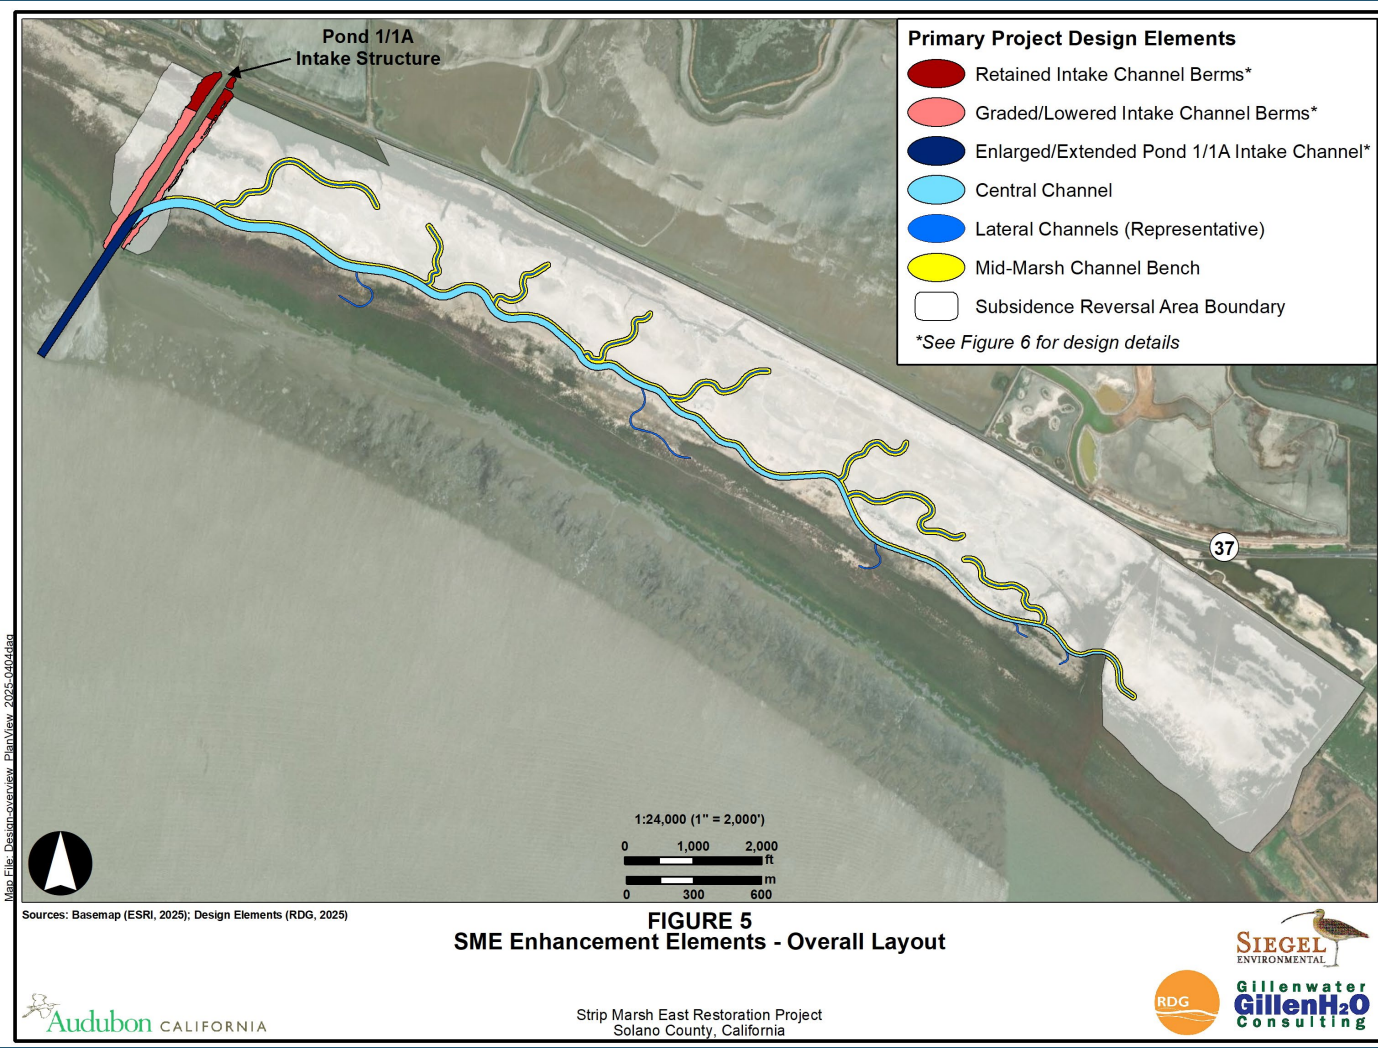 Pond 1/1A
Intake Structure
Primary Project Design Elements
Retained Intake Channel Berms*
Graded/Lowered Intake Channel Berms*
Enlarged/Extended Pond 1/1A Intake Channel*
Central Channel
Lateral Channels (Representative)
Mid-Marsh Channel Bench
Subsidence Reversal Area Boundary
*See Figure 6 for design details
37
1:24,000 (1" = 2,000')
0 1,000 2,000
ft
m
0 300 600
Map File: Design-overview_PlanView_2025-0404dag
Sources: Basemap (ESRI, 2025); Design Elements (RDG, 2025)
FIGURE 5
SME Enhancement Elements - Overall Layout
Audubon CALIFORNIA
Strip Marsh East Restoration Project
Solano County, California
SIEGEL
ENVIRONMENTAL
RDG
Gillenwater
GillenH2O
Consulting